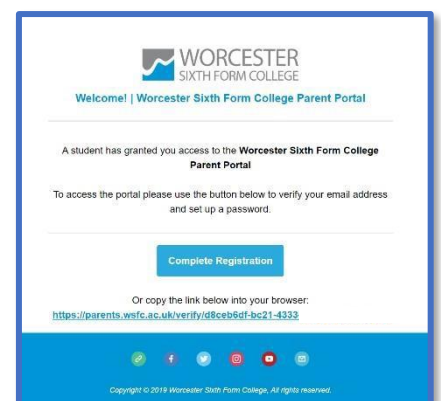 WORCESTER
SIXTH FORM COLLEGE
Welcome! | Worcester Sixth Form College Parent Portal
A student has granted you access to the Worcester Sixth Form College
Parent Portal
To access the portal please use the button below to verify your email address
and set up a password.
Complete Registration
Or copy the link below into your browser:
https://parents.wsfc.ac.uk/verify/d8ceb6df-bc21-4333
Copyright © 2019 Worcester Sixth Form College, All rights reserved.